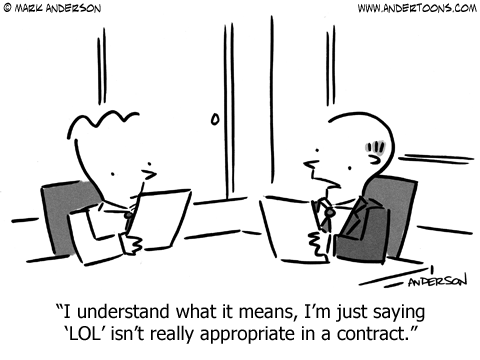 © MARK ANDERSON
WWW.ANDERTOONS.COM
ANDERSON
“I understand what it means, I’m just saying
‘LOL’ isn’t really appropriate in a contract.”